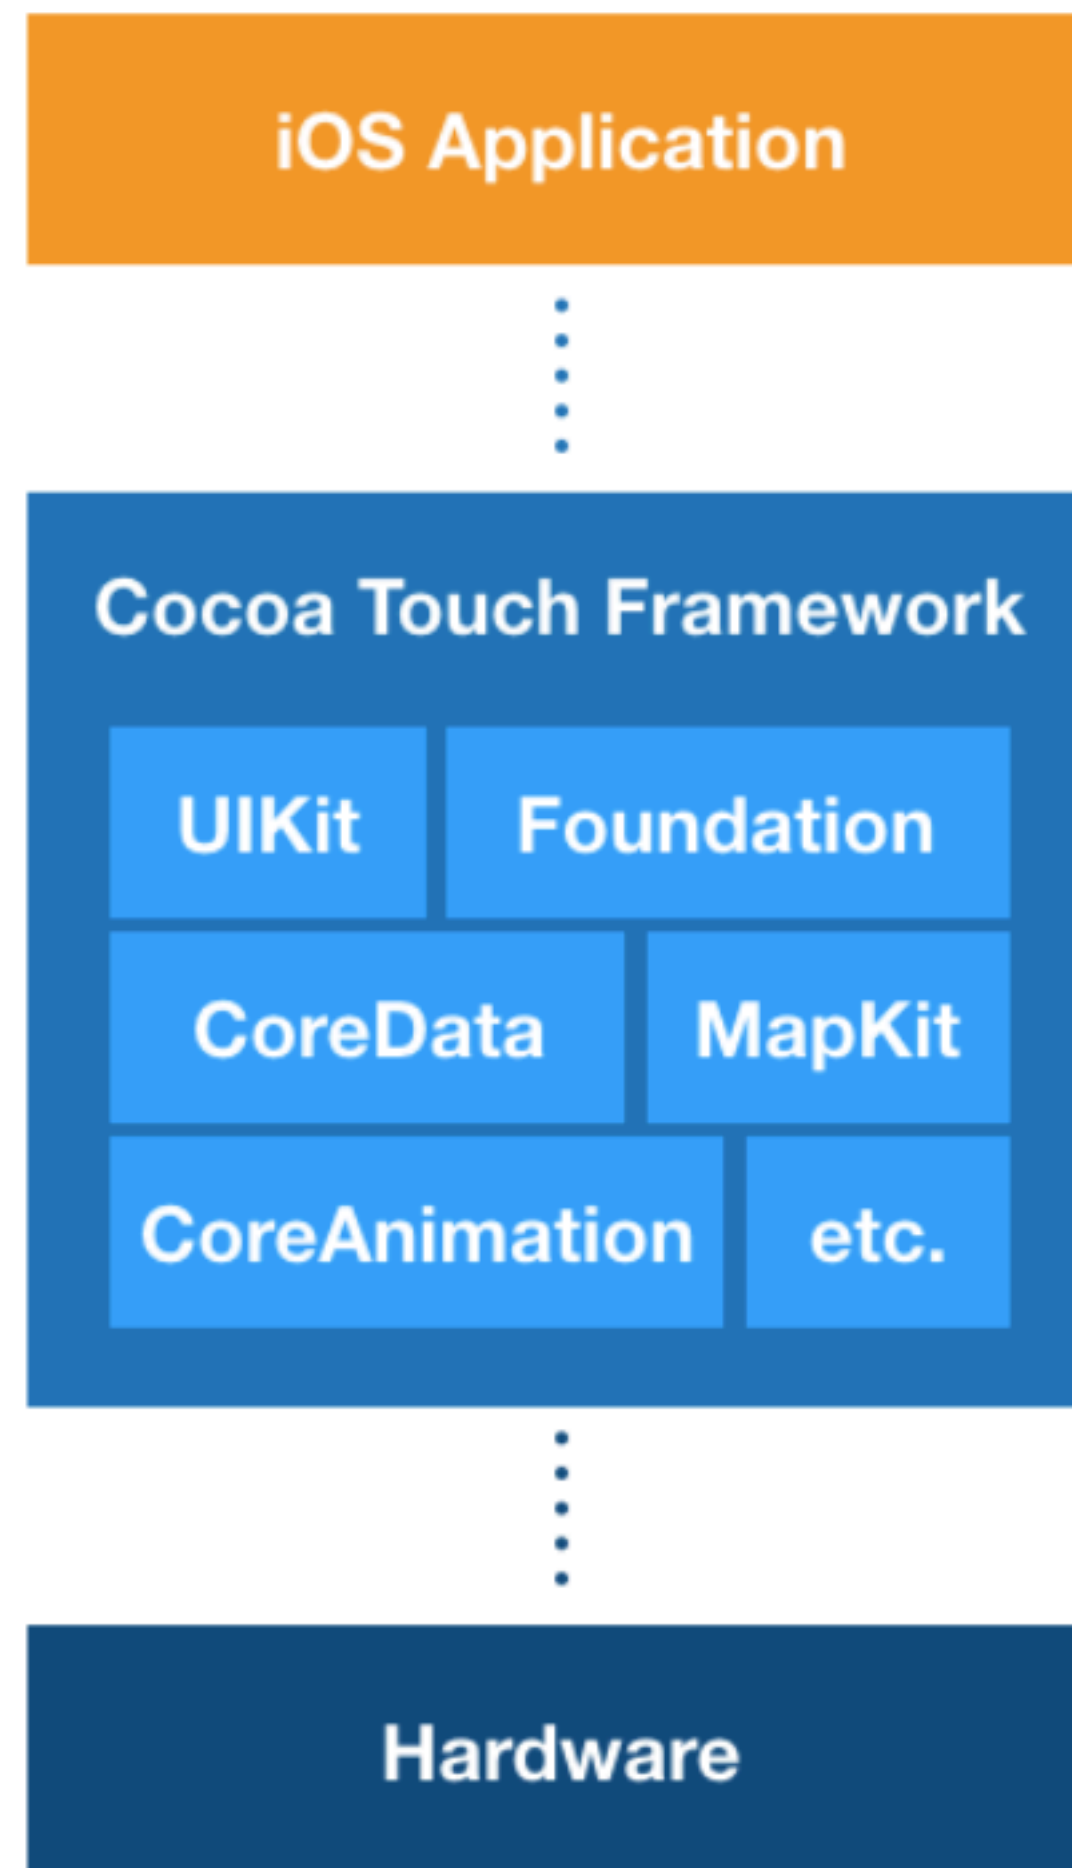 iOS Application
Cocoa Touch Framework
UIKit
Foundation
CoreData
MapKit
CoreAnimation
etc.
Hardware